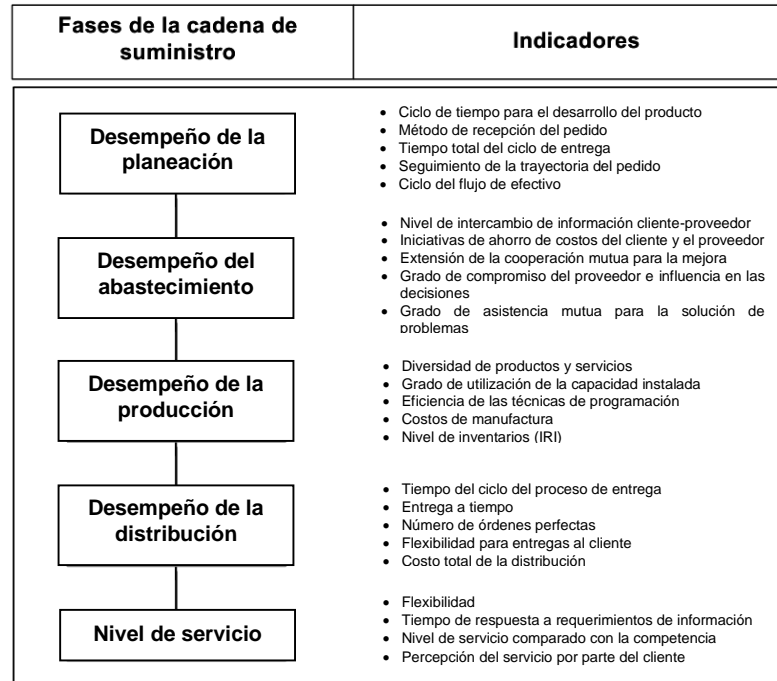 Fases de la cadena de
suministro
Indicadores
Desempeño de la
planeación
• Ciclo de tiempo para el desarrollo del producto
• Método de recepción del pedido
• Tiempo total del ciclo de entrega
• Seguimiento de la trayectoria del pedido
• Ciclo del flujo de efectivo
Desempeño del
abastecimiento
• Nivel de intercambio de información cliente-proveedor
• Iniciativas de ahorro de costos del cliente y el proveedor
• Extensión de la cooperación mutua para la mejora
• Grado de compromiso del proveedor e influencia en las
decisiones
• Grado de asistencia mutua para la solución de
problemas
Desempeño de la
producción
• Diversidad de productos y servicios
• Grado de utilización de la capacidad instalada
• Eficiencia de las técnicas de programación
• Costos de manufactura
• Nivel de inventarios (IRI)
Desempeño de la
distribución
• Tiempo del ciclo del proceso de entrega
• Entrega a tiempo
• Número de órdenes perfectas
• Flexibilidad para entregas al cliente
• Costo total de la distribución
Nivel de servicio
• Flexibilidad
• Tiempo de respuesta a requerimientos de información
• Nivel de servicio comparado con la competencia
• Percepción del servicio por parte del cliente